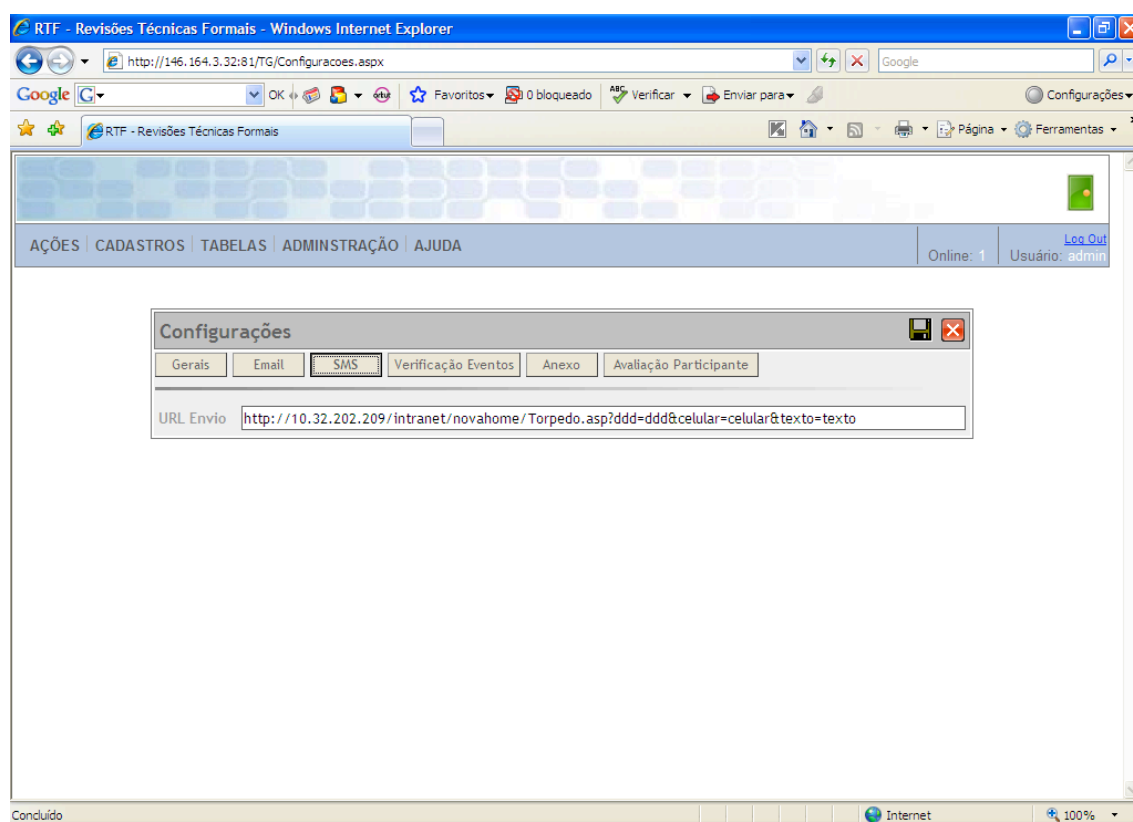 RTF - Revisões Técnicas Formais - Windows Internet Explorer
http://146.164.3.32:81/TG/Configuracoes.aspx Google
Google G OK Favoritos 0 bloqueado ABC Verificar Enviar para Configurações
RTF - Revisões Técnicas Formais Página Ferramentas
AÇÕES CADASTROS TABELAS ADMINSTRAÇÃO AJUDA Online: 1 Log Out
Usuário: admin
Configurações
Gerais Email SMS Verificação Eventos Anexo Avaliação Participante
URL Envio http://10.32.202.209/intranet/novahome/Torpedo.asp?ddd=ddd&celular=celular&texto=texto
Concluído Internet 100%